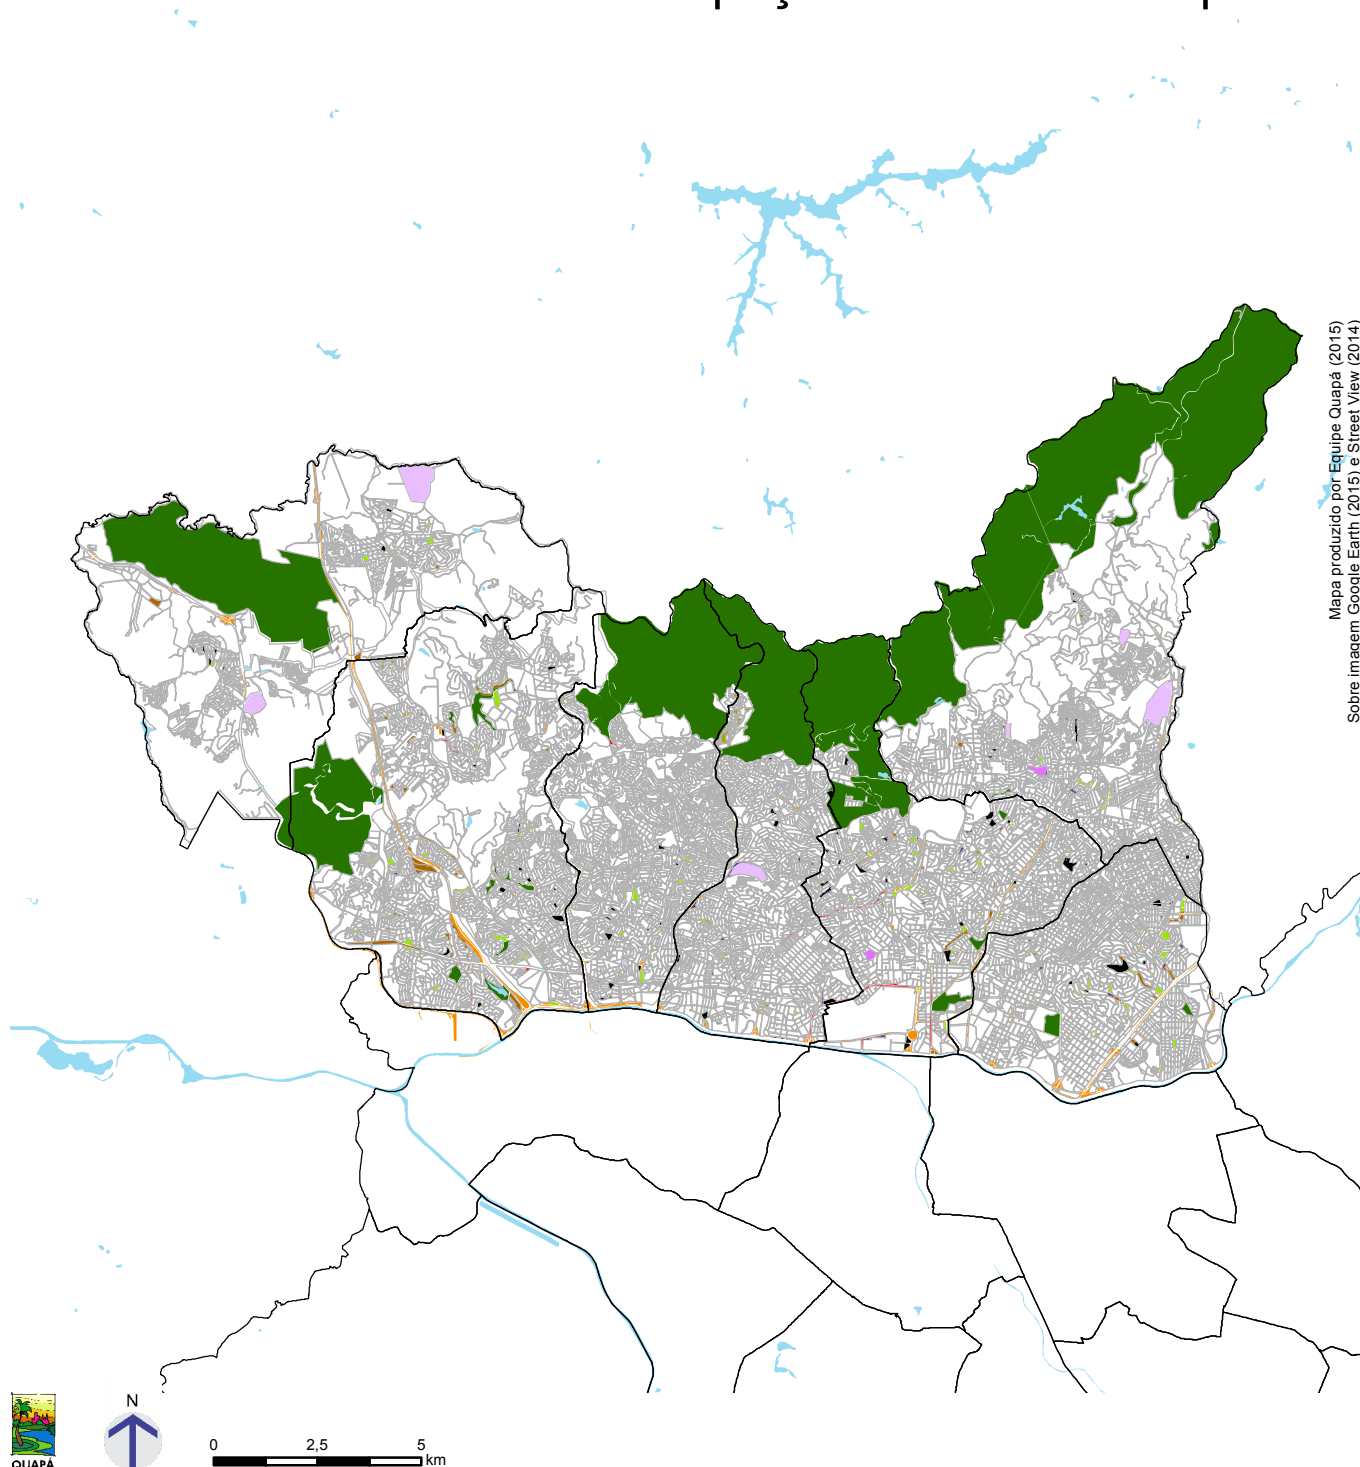 Mapa produzido por Equipe Quapá (2015)
Sobre imagem Google Earth (2015) e Street View (2014)
N
0 2,5 5
km
QUAPÁ